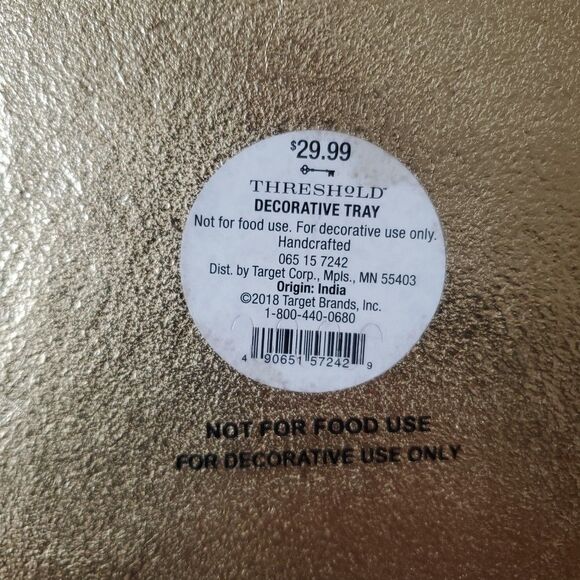 $29.99
THRESHOLD™
DECORATIVE TRAY
Not for food use. For decorative use only.
Handcrafted
065 15 7242
Dist. by Target Corp., Mpls., MN 55403
Origin: India
©2018 Target Brands, Inc.
1-800-440-0680
4 90651 57242 9
NOT FOR FOOD USE
FOR DECORATIVE USE ONLY